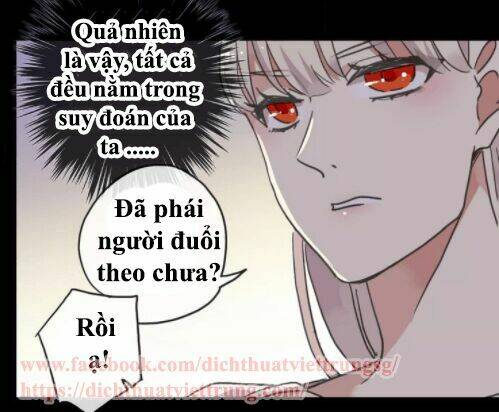 Quả nhiên
là vậy, tất cả
đều nằm trong
suy đoán của
ta .....
Đã phái
người đuổi
theo chưa?
Rồi
ạ!
www.facebook.com/dichthuatviettrungsg/
https://dichthuatviettrung.com/